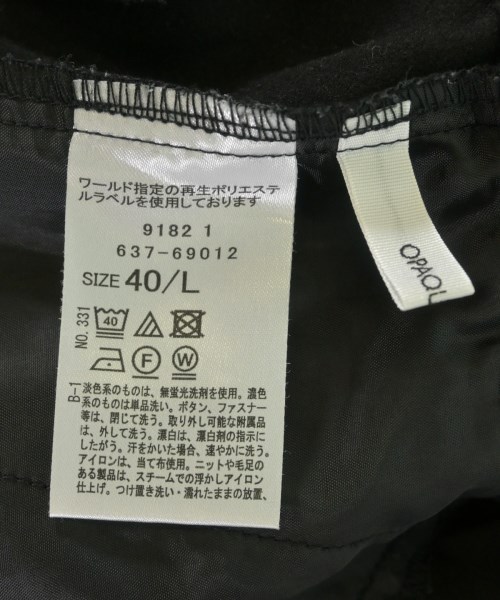 ワールド指定の再生ポリエステ
ルラベルを使用しております
9182 1
637-69012
SIZE 40/L
NO.331
40
F
W
B-1
淡色系のものは、無蛍光洗剤を使用。濃色
系のものは単品洗い。ボタン、ファスナー
等は、閉じて洗う。取り外し可能な附属品
は、外して洗う。漂白は、漂白剤の指示に
したがう。汗をかいた場合、速やかに洗う。
アイロンは、当て布使用。ニットや毛足の
ある製品は、スチームでの浮かしアイロン
仕上げ。つけ置き洗い・濡れたままの放置、
OPAQU